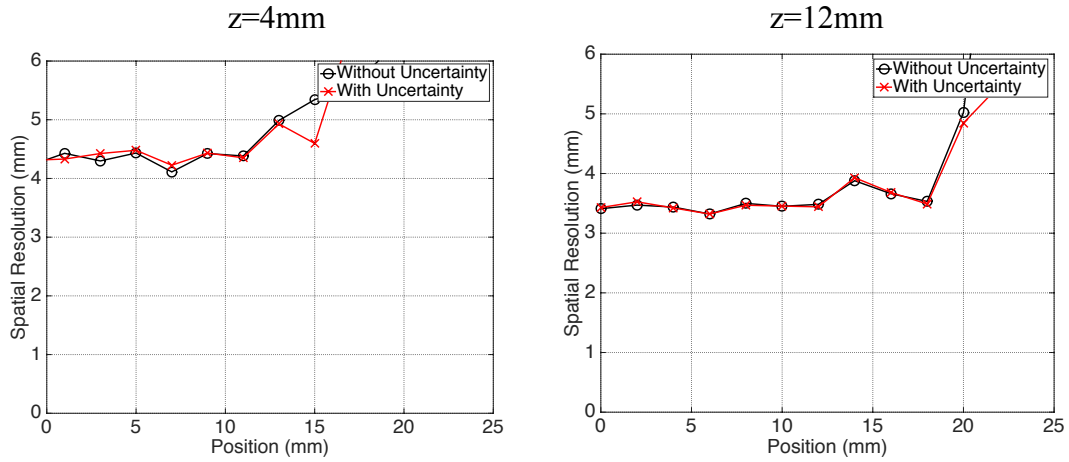 z=4mm
z=12mm
6
5
4
3
2
1
0
Spatial Resolution (mm)
Without Uncertainty
With Uncertainty
0 5 10 15 20 25
Position (mm)
6
5
4
3
2
1
0
Spatial Resolution (mm)
Without Uncertainty
With Uncertainty
0 5 10 15 20 25
Position (mm)